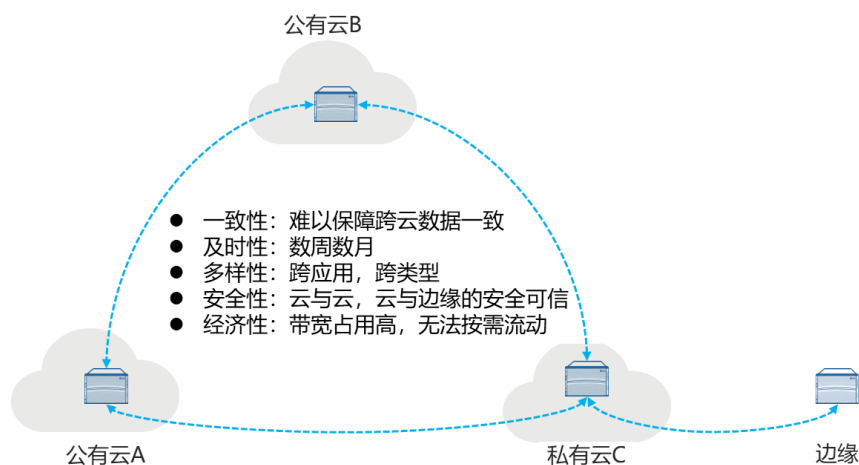 公有云B
● 一致性：难以保障跨云数据一致
● 及时性：数周数月
● 多样性：跨应用，跨类型
● 安全性：云与云，云与边缘的安全可信
● 经济性：带宽占用高，无法按需流动
公有云A
私有云C
边缘